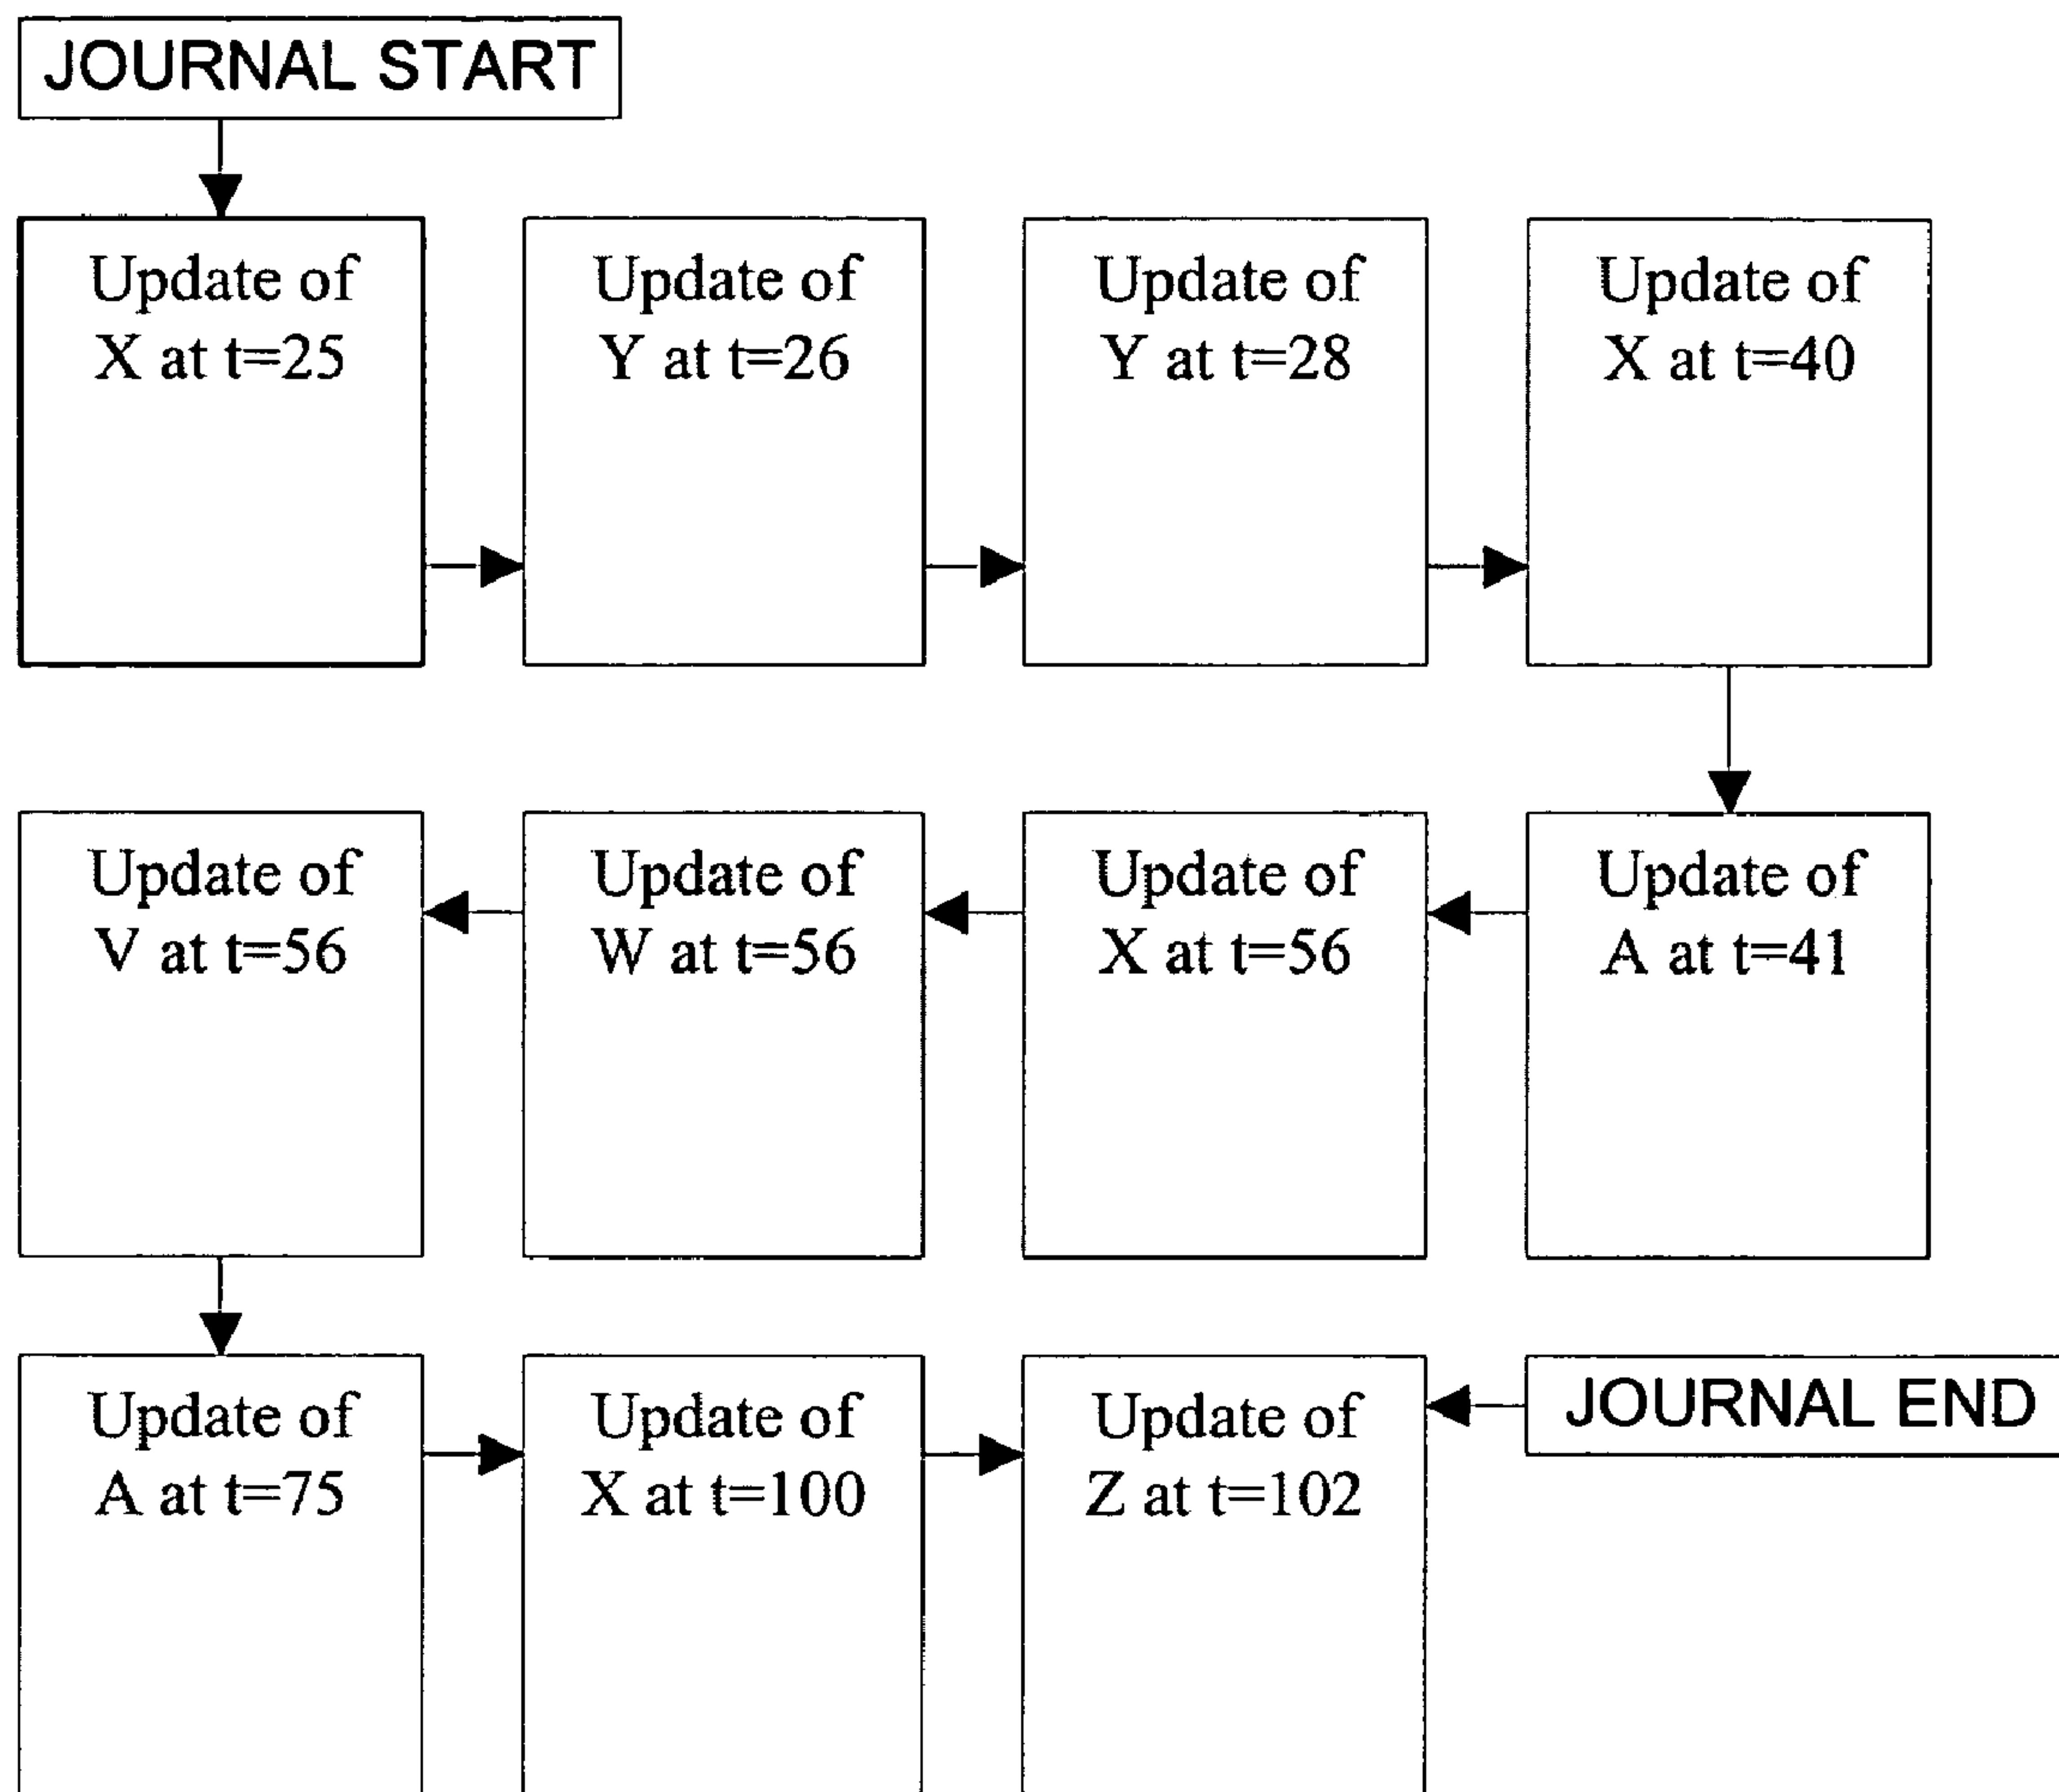 JOURNAL START
Update of
X at t=25
Update of
Y at t=26
Update of
Y at t=28
Update of
X at t=40
Update of
V at t=56
Update of
W at t=56
Update of
X at t=56
Update of
A at t=41
Update of
A at t=75
Update of
X at t=100
Update of
Z at t=102
JOURNAL END